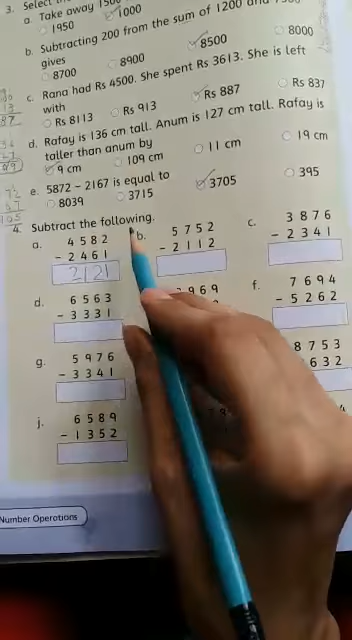 3. Select
a. Take away 150
1950
1000
b. Subtracting 200 from the sum of 1200 and
gives
8700
8900
8500
8000
c. Rana had Rs 4500. She spent Rs 3613. She is left
with
Rs 8113
Rs 913
Rs 887
Rs 837
d. Rafay is 136 cm tall. Anum is 127 cm tall. Rafay is
taller than anum by
9 cm
109 cm
11 cm
19 cm
e. 5872 – 2167 is equal to
8039
3715
3705
395
4. Subtract the following.
a. 4 5 8 2
– 2 4 6 1
2121
b. 5 7 5 2
– 2 1 1 2
c. 3 8 7 6
– 2 3 4 1
d. 6 5 6 3
– 3 3 3 1
9 6 9
f. 7 6 9 4
– 5 2 6 2
g. 5 9 7 6
– 3 3 4 1
8 7 5 3
6 3 2
j. 6 5 8 9
– 1 3 5 2
Number Operations